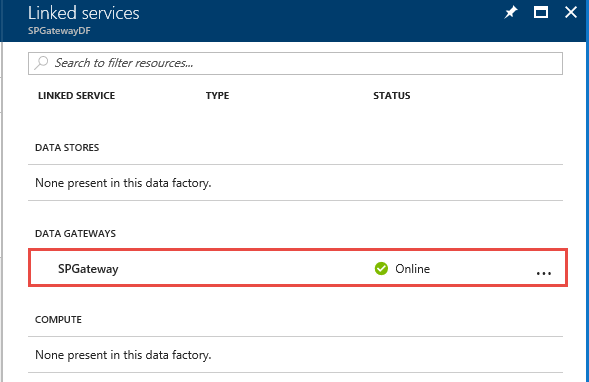 Linked services
SPGatewayDF
Search to filter resources...
LINKED SERVICE TYPE STATUS
DATA STORES
None present in this data factory.
DATA GATEWAYS
SPGateway Online ...
COMPUTE
None present in this data factory.